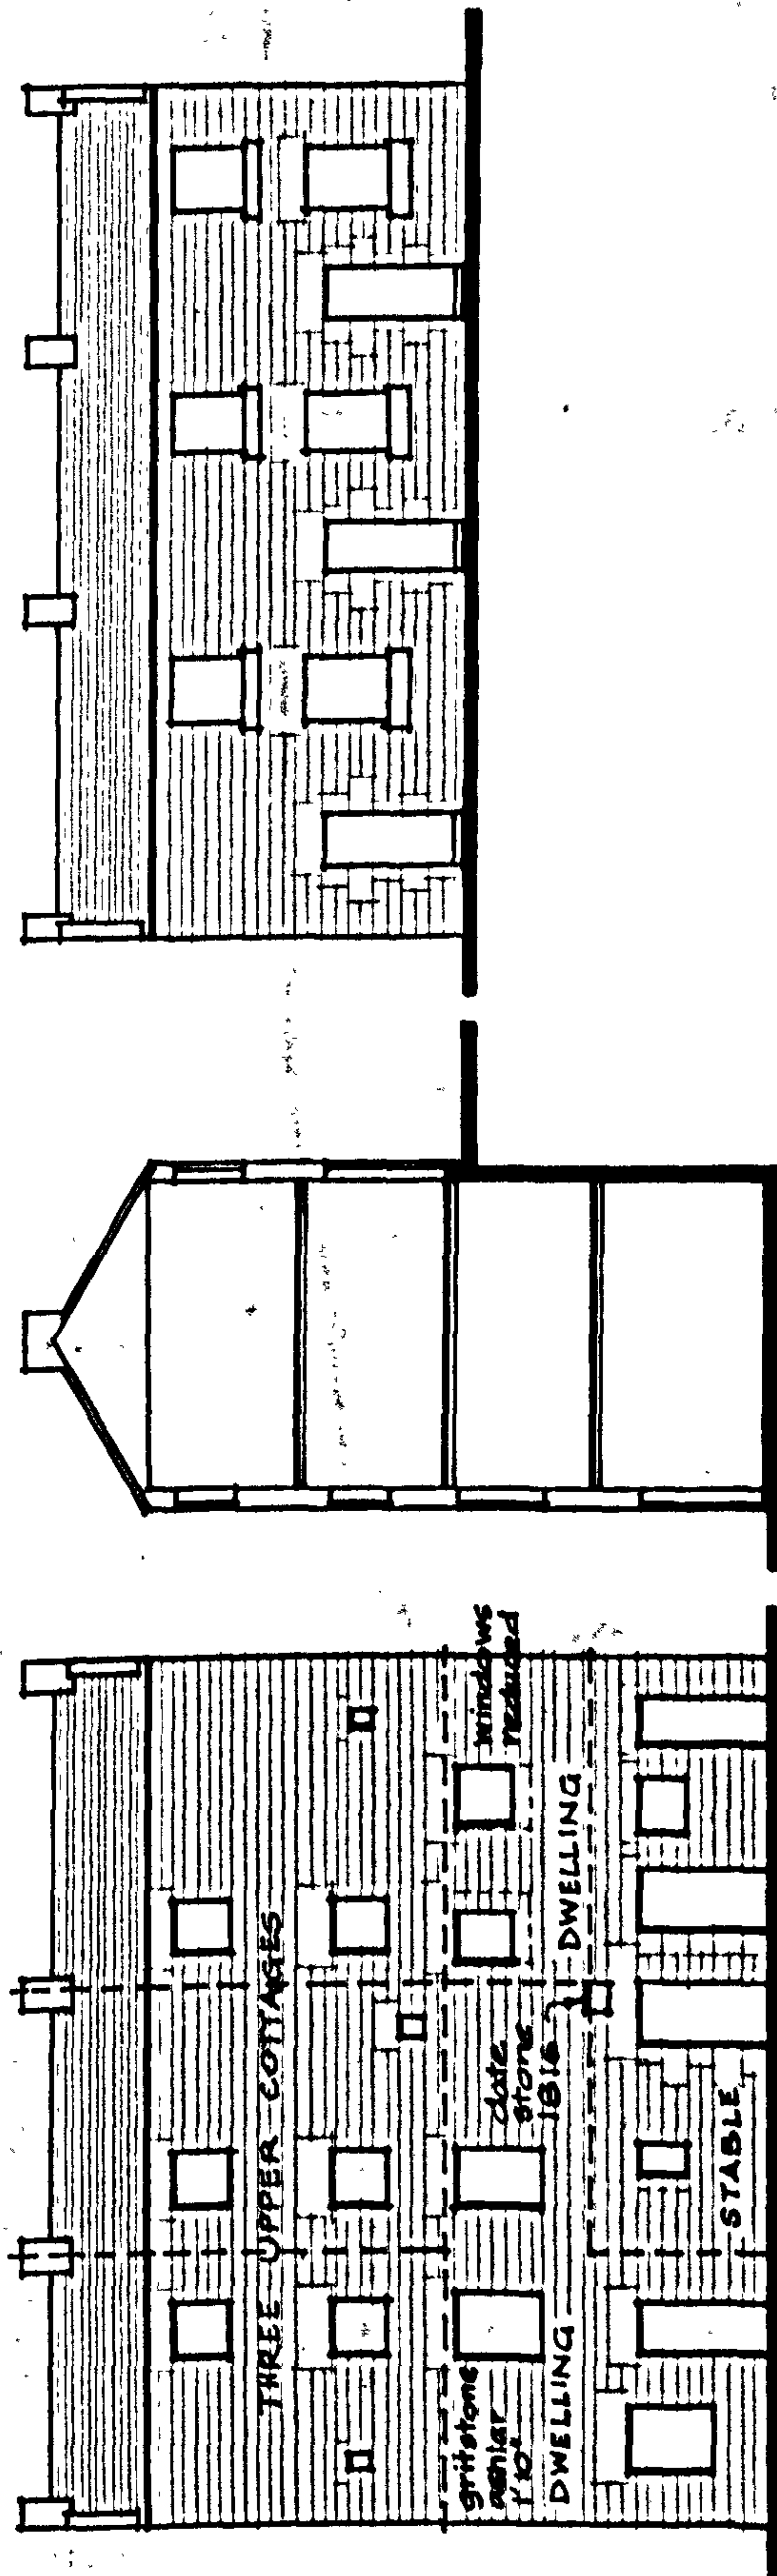 THREE UPPER COTTAGES
windows
reduced
date
stone
1816
DWELLING
gritstone
ashlar
1'10"
DWELLING
STABLE